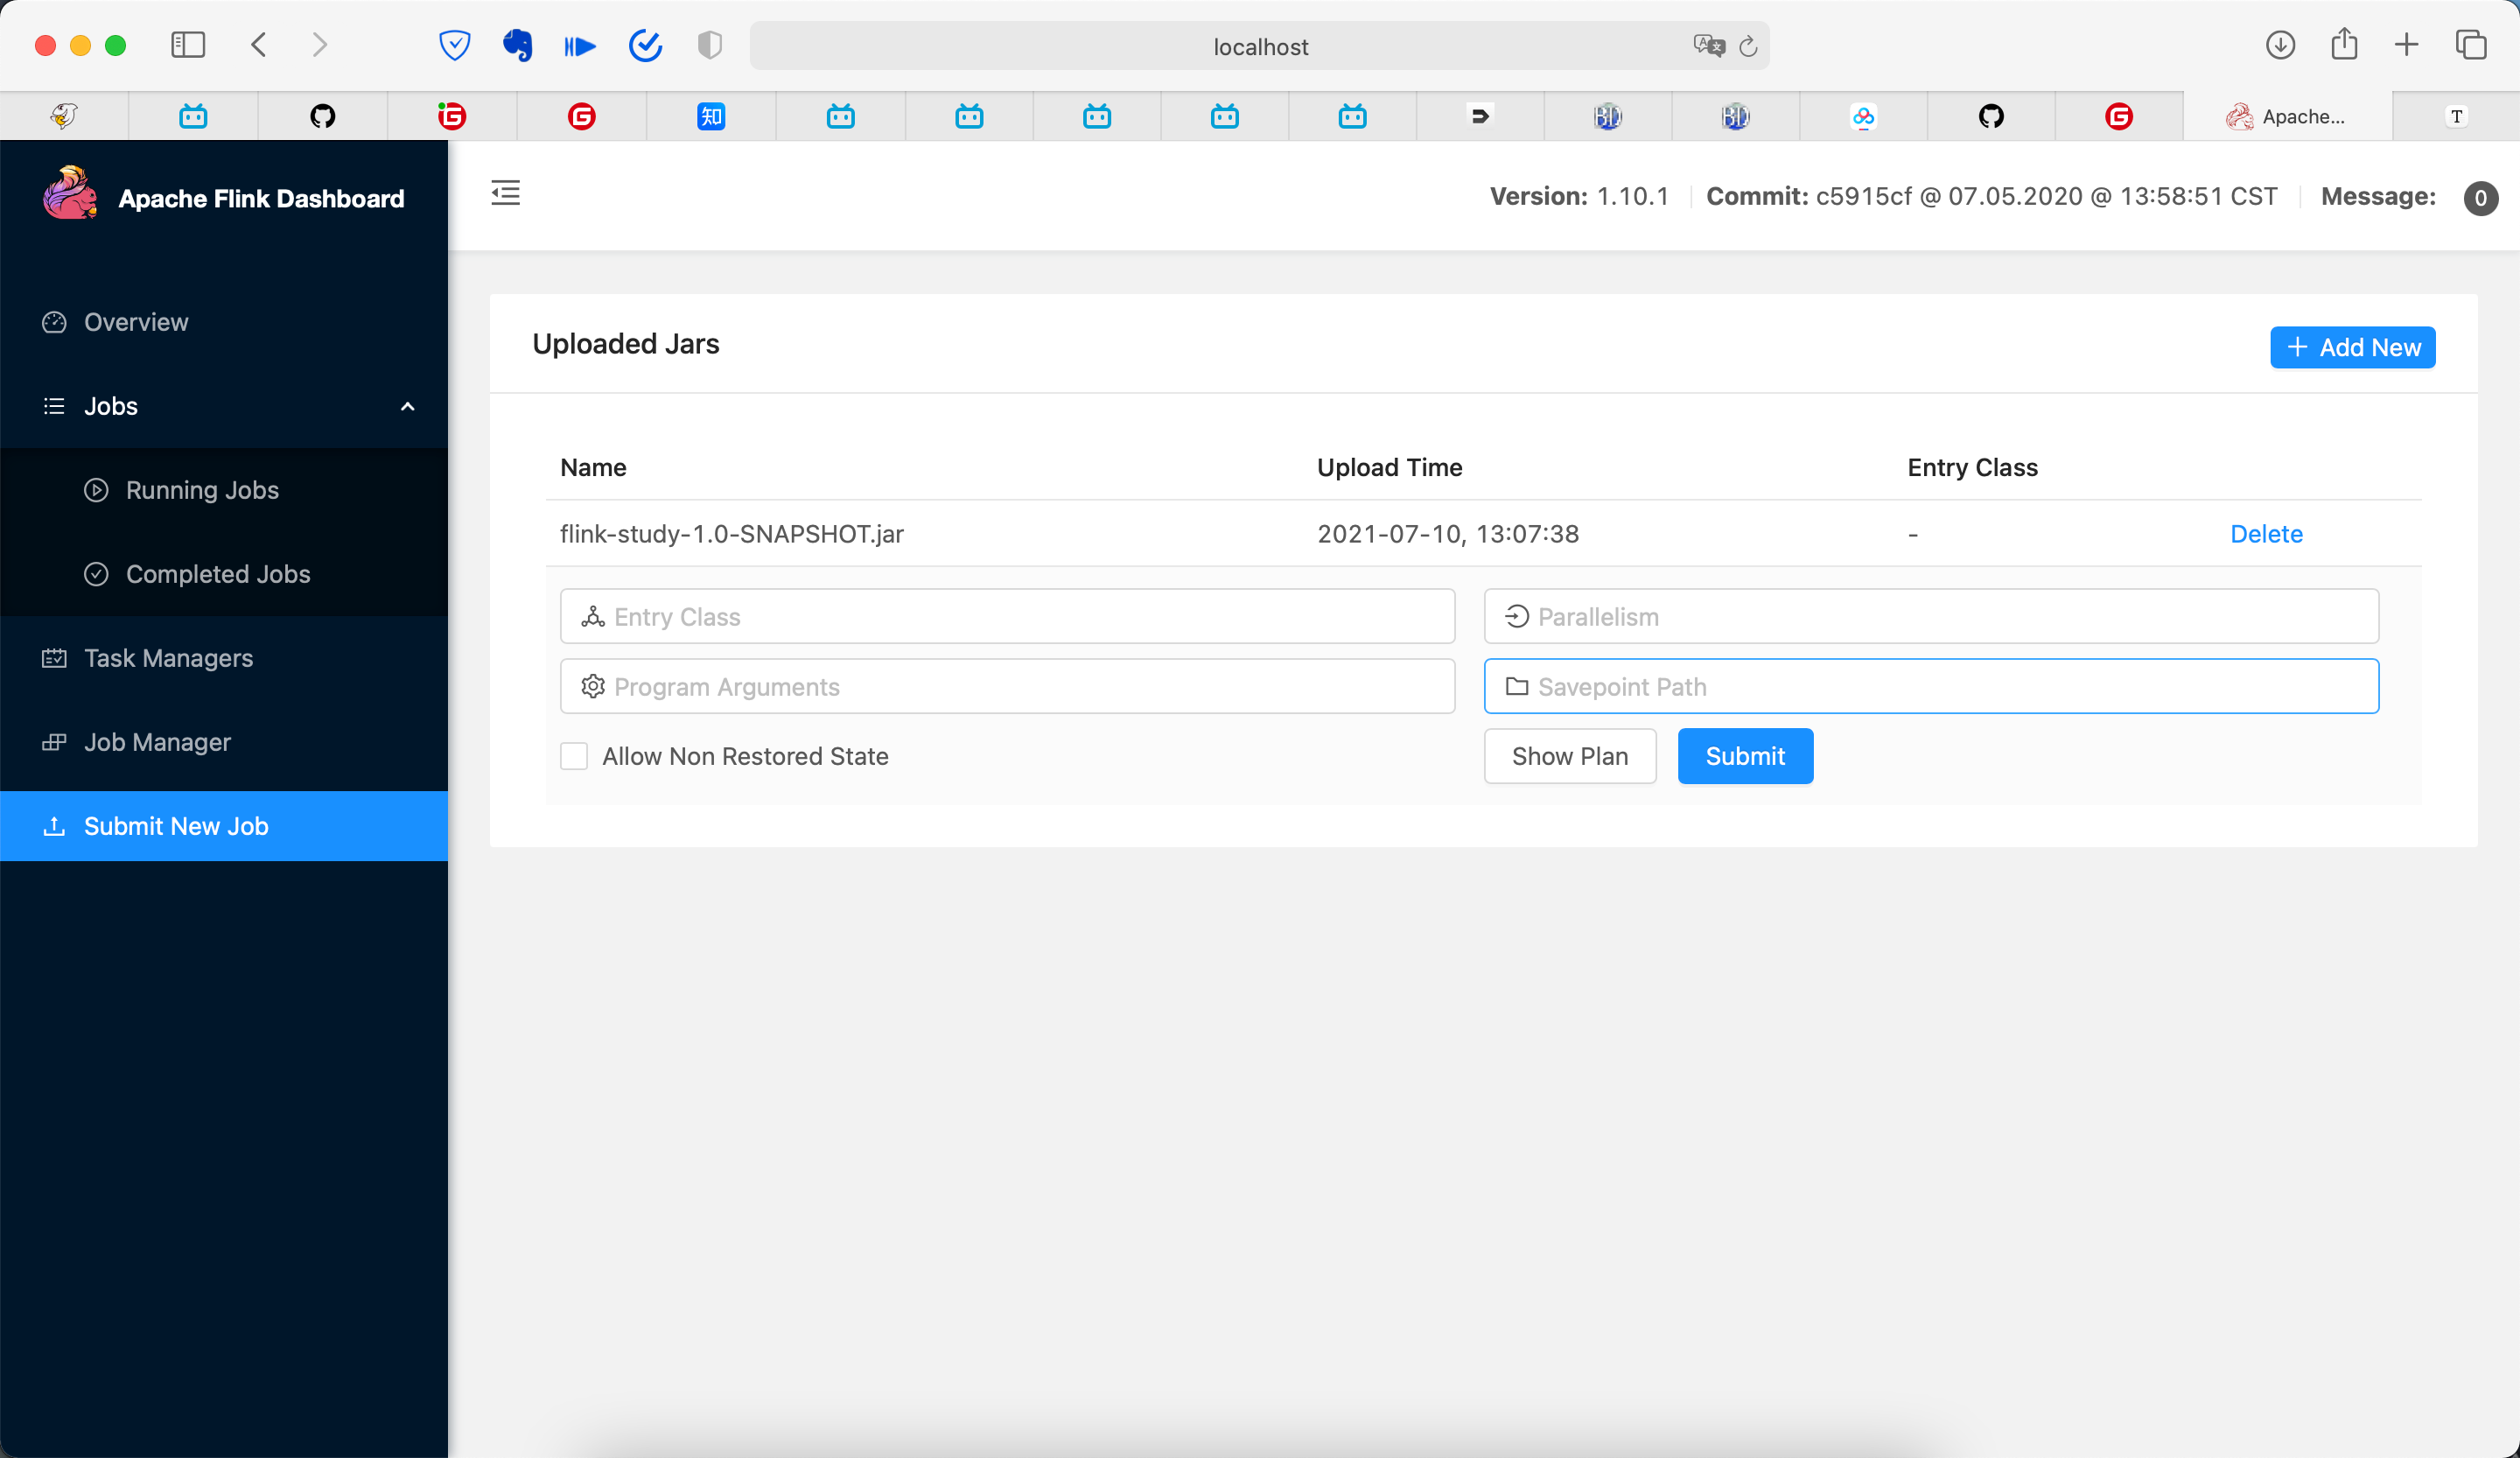 localhost
知
BD
BD
Apache...
T
Apache Flink Dashboard
Version: 1.10.1 Commit: c5915cf @ 07.05.2020 @ 13:58:51 CST Message: 0
Overview
Jobs
Running Jobs
Completed Jobs
Task Managers
Job Manager
Submit New Job
Uploaded Jars
+ Add New
Name Upload Time Entry Class
flink-study-1.0-SNAPSHOT.jar 2021-07-10, 13:07:38 - Delete
Entry Class Parallelism
Program Arguments Savepoint Path
Allow Non Restored State Show Plan Submit